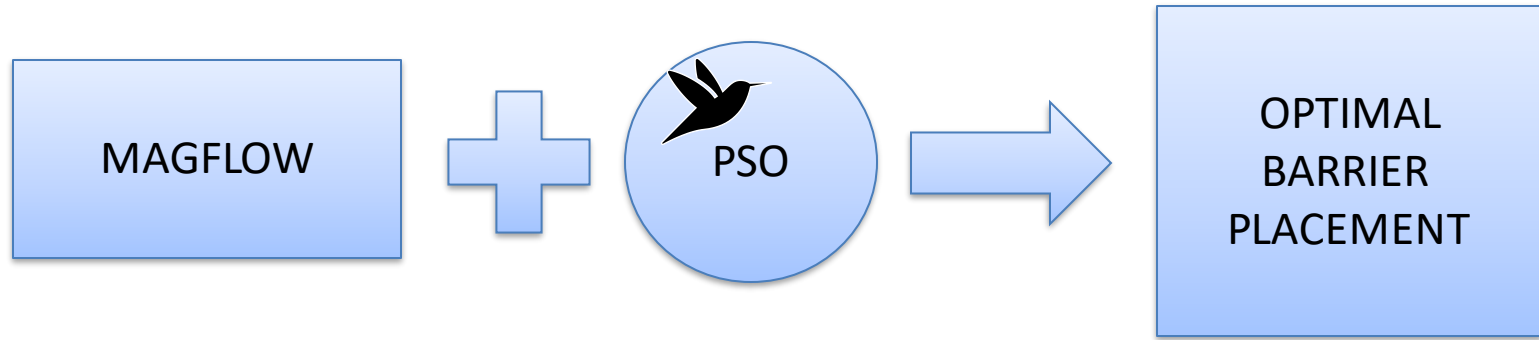 MAGFLOW
PSO
OPTIMAL
BARRIER
PLACEMENT